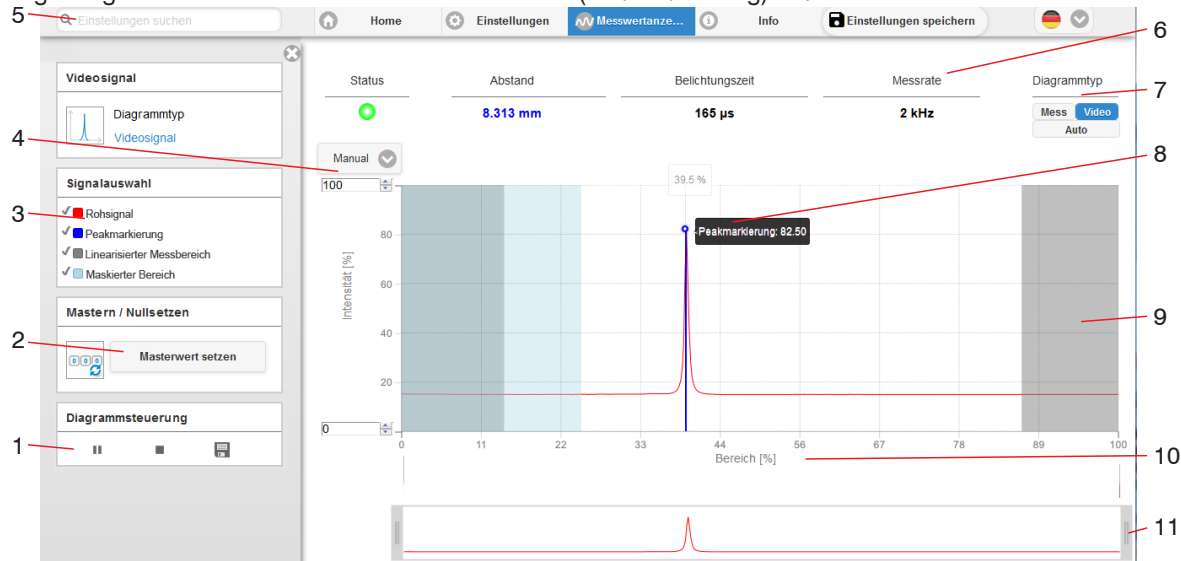 5
Einstellungen suchen
Home
Einstellungen
Messwertanze...
Info
Einstellungen speichern
6
Videosignal
Diagrammtyp
Videosignal
Status
Abstand
8.313 mm
Belichtungszeit
165 µs
Messrate
2 kHz
Diagrammtyp
Mess Video
Auto
7
4
Manual
8
Signalauswahl
3
Rohsignal
Peakmarkierung
Linearisierter Messbereich
Maskierter Bereich
100
39.5 %
Peakmarkierung: 82.50
80
60
40
20
0
Intensität [%]
Mastern / Nullsetzen
2
0 0 0
Masterwert setzen
9
Diagrammsteuerung
1
0 11 22 33 44 56 67 78 89 100
Bereich [%]
10
11